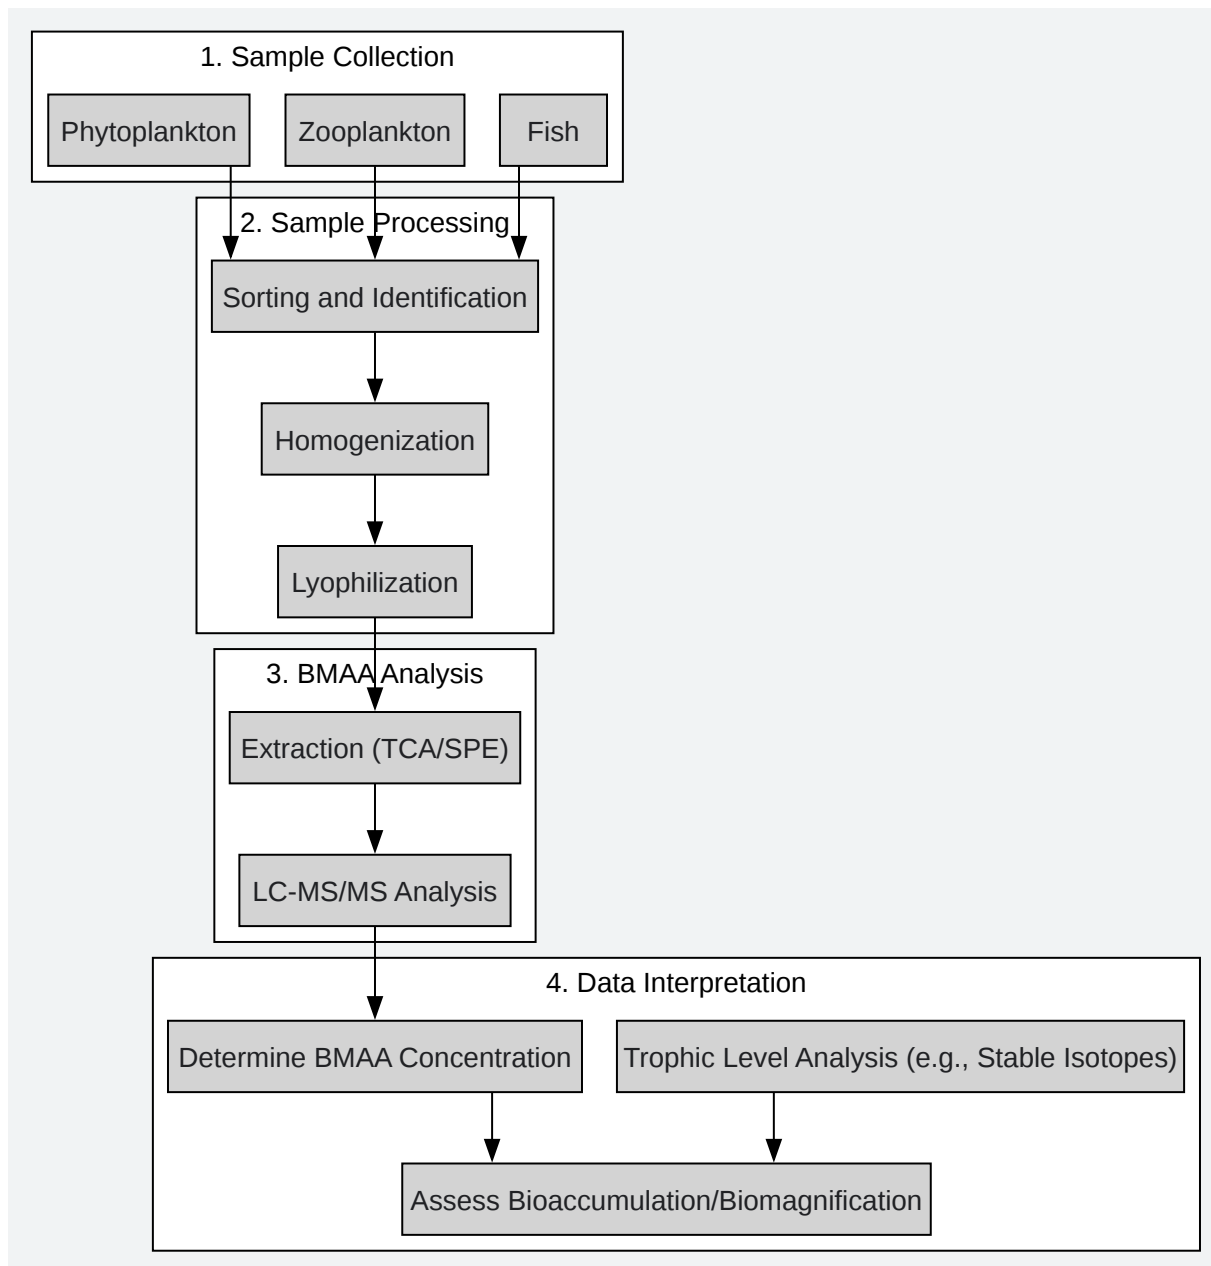 1. Sample Collection
Phytoplankton
Zooplankton
Fish
2. Sample Processing
Sorting and Identification
Homogenization
Lyophilization
3. BMAA Analysis
Extraction (TCA/SPE)
LC-MS/MS Analysis
4. Data Interpretation
Determine BMAA Concentration
Trophic Level Analysis (e.g., Stable Isotopes)
Assess Bioaccumulation/Biomagnification